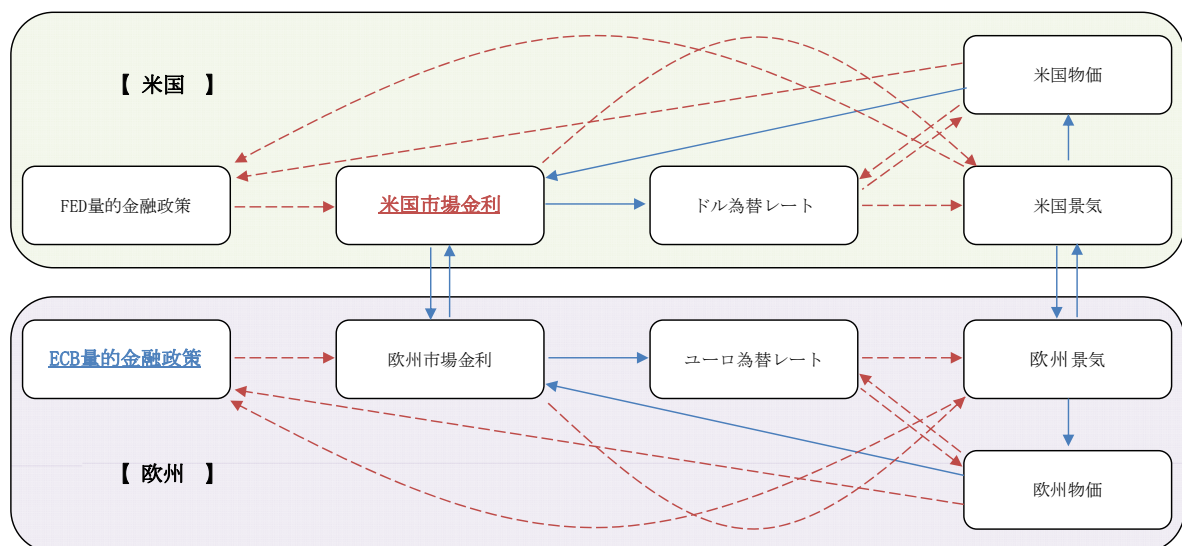 【 米国 】
米国物価
FED量的金融政策
米国市場金利
ドル為替レート
米国景気
ECB量的金融政策
欧州市場金利
ユーロ為替レート
欧州景気
【 欧州 】
欧州物価